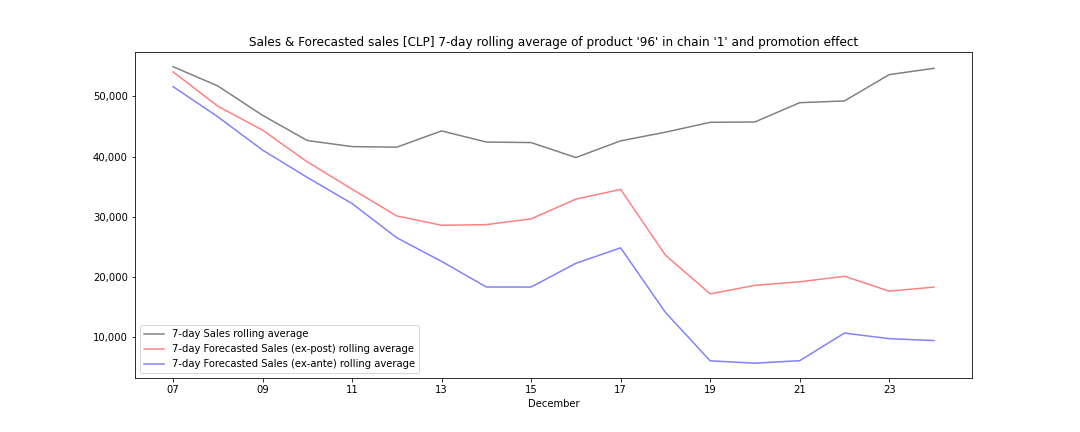 Sales & Forecasted sales [CLP] 7-day rolling average of product '96' in chain '1' and promotion effect
50,000
40,000
30,000
20,000
10,000
7-day Sales rolling average
7-day Forecasted Sales (ex-post) rolling average
7-day Forecasted Sales (ex-ante) rolling average
07 09 11 13 15 17 19 21 23
December